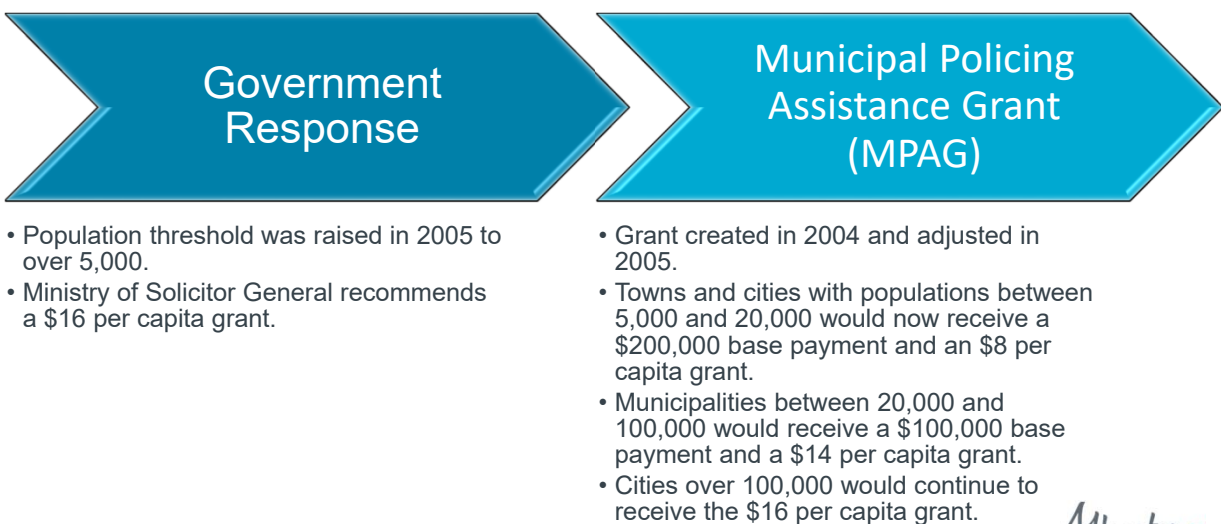 Government
Response
• Population threshold was raised in 2005 to
over 5,000.
• Ministry of Solicitor General recommends
a $16 per capita grant.
Municipal Policing
Assistance Grant
(MPAG)
• Grant created in 2004 and adjusted in
2005.
• Towns and cities with populations between
5,000 and 20,000 would now receive a
$200,000 base payment and an $8 per
capita grant.
• Municipalities between 20,000 and
100,000 would receive a $100,000 base
payment and a $14 per capita grant.
• Cities over 100,000 would continue to
receive the $16 per capita grant.